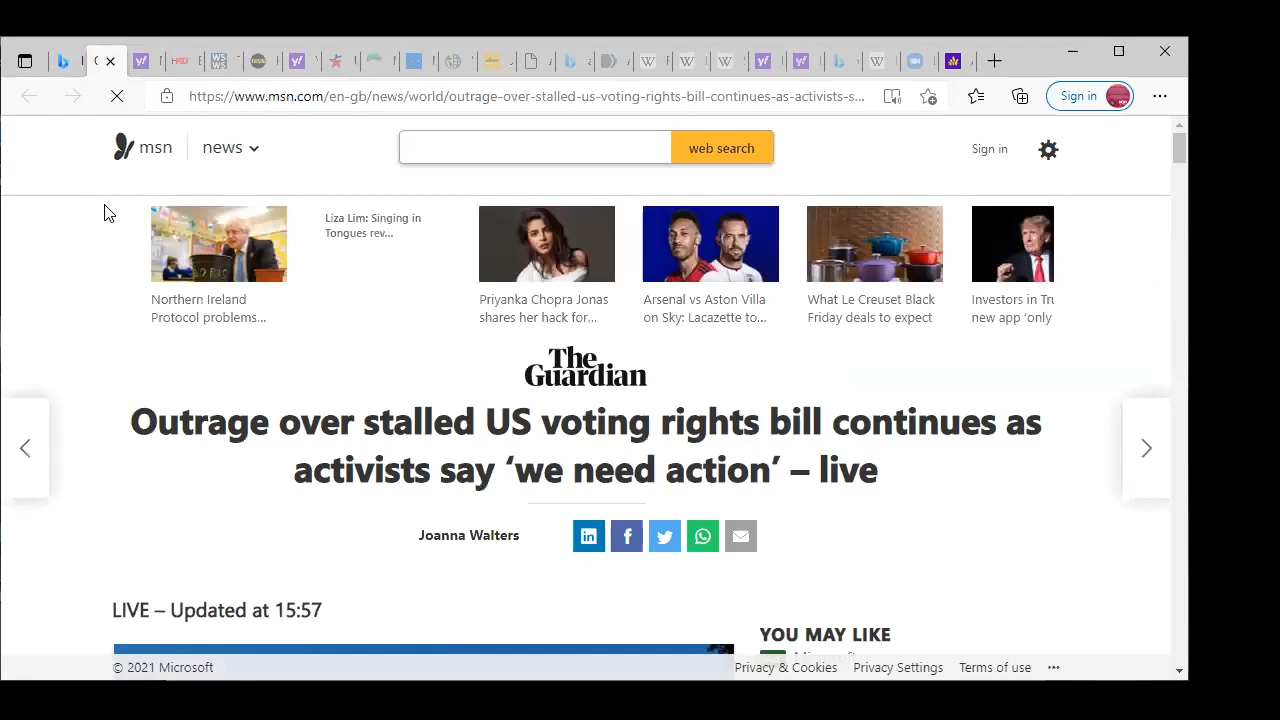 https://www.msn.com/en-gb/news/world/outrage-over-stalled-us-voting-rights-bill-continues-as-activists-s...
Sign in
msn
news
web search
Sign in
Liza Lim: Singing in
Tongues rev...
Northern Ireland
Protocol problems...
Priyanka Chopra Jonas
shares her hack for...
Arsenal vs Aston Villa
on Sky: Lacazette to...
What Le Creuset Black
Friday deals to expect
Investors in Tru
new app 'only
The
Guardian
Outrage over stalled US voting rights bill continues as
activists say ‘we need action’ – live
Joanna Walters
LIVE – Updated at 15:57
YOU MAY LIKE
Microsoft
© 2021 Microsoft
Privacy & Cookies
Privacy Settings
Terms of use